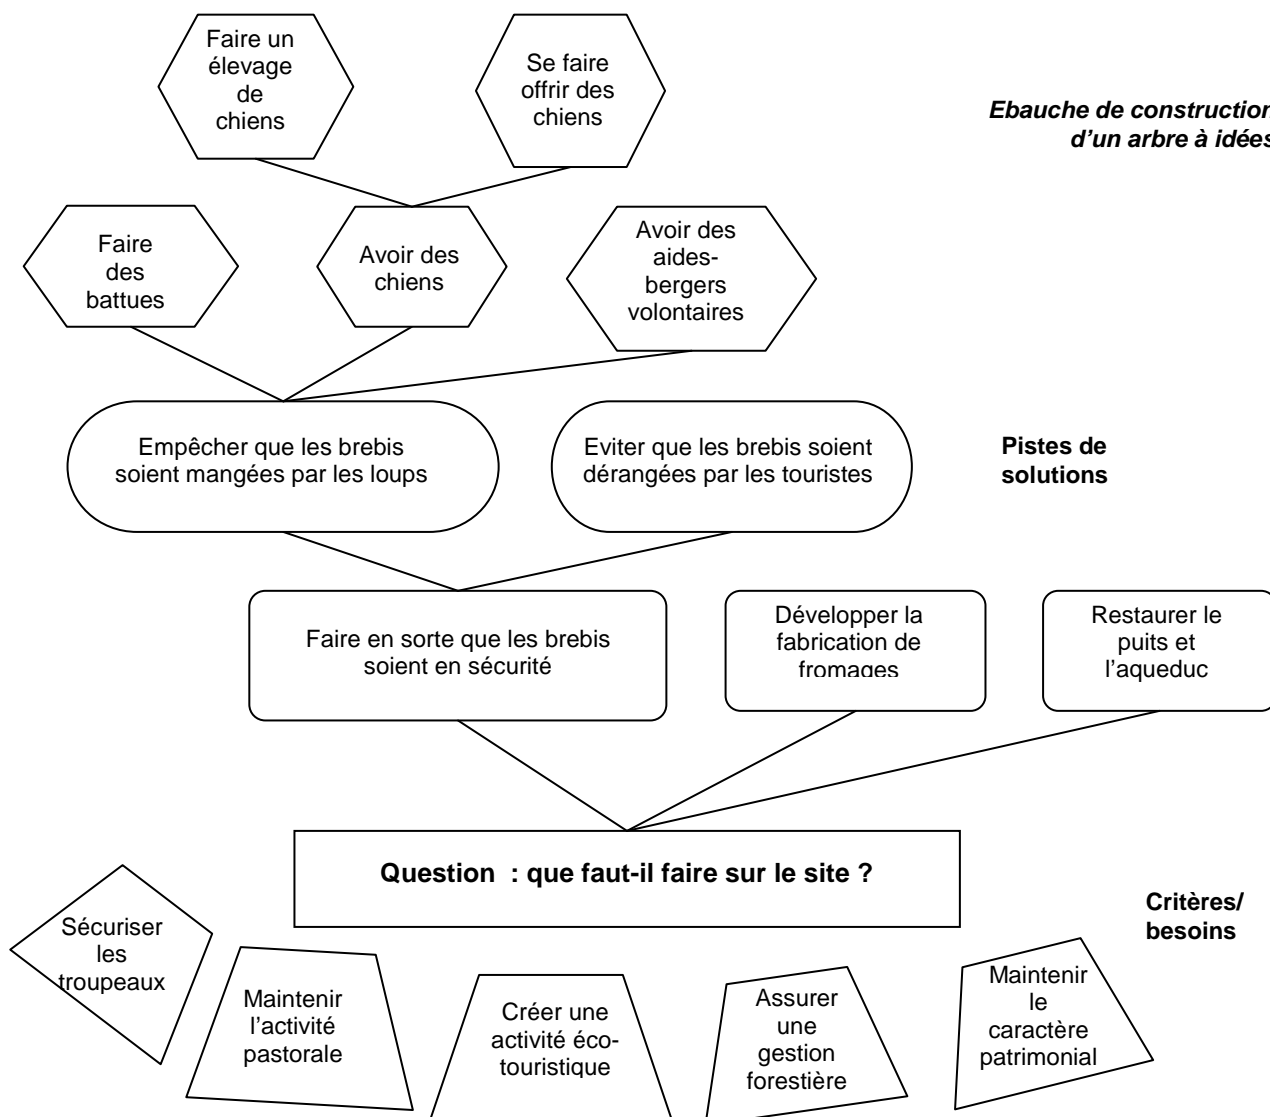 Faire un
élevage
de
chiens
Se faire
offrir des
chiens
Ebauche de construction
d'un arbre à idées
Faire
des
battues
Avoir des
chiens
Avoir des
aides-
bergers
volontaires
Empêcher que les brebis
soient mangées par les loups
Eviter que les brebis soient
dérangées par les touristes
Pistes de
solutions
Faire en sorte que les brebis
soient en sécurité
Développer la
fabrication de
fromages
Restaurer le
puits et
l'aqueduc
Question : que faut-il faire sur le site ?
Critères/
besoins
Sécuriser
les
troupeaux
Maintenir
l'activité
pastorale
Créer une
activité éco-
touristique
Assurer
une
gestion
forestière
Maintenir
le
caractère
patrimonial